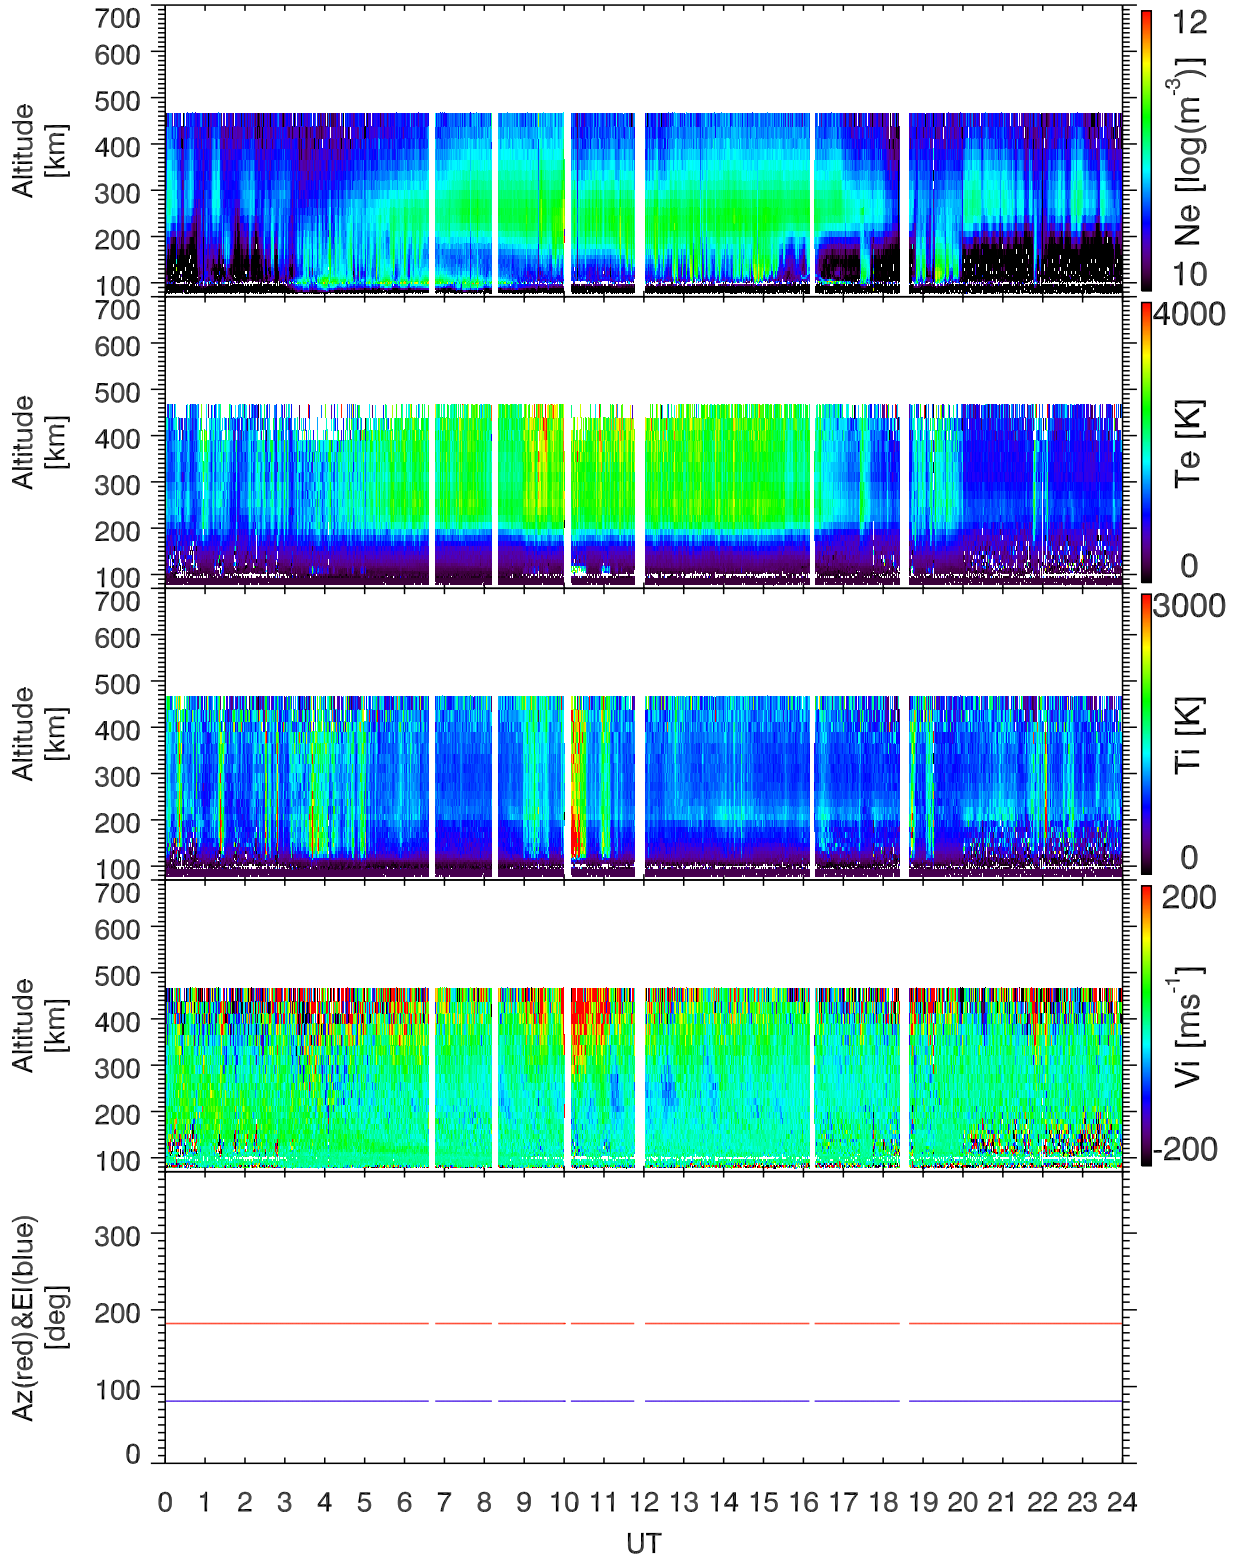 700
600
500
400
300
200
100
Altitude
[km]
12
Ne [log(m⁻³)]
10
700
600
500
400
300
200
100
Altitude
[km]
4000
Te [K]
0
700
600
500
400
300
200
100
Altitude
[km]
3000
Ti [K]
0
700
600
500
400
300
200
100
Altitude
[km]
200
Vi [ms⁻¹]
-200
300
200
100
0
Az(red)&El(blue)
[deg]
0 1 2 3 4 5 6 7 8 9 10 11 12 13 14 15 16 17 18 19 20 21 22 23 24
UT